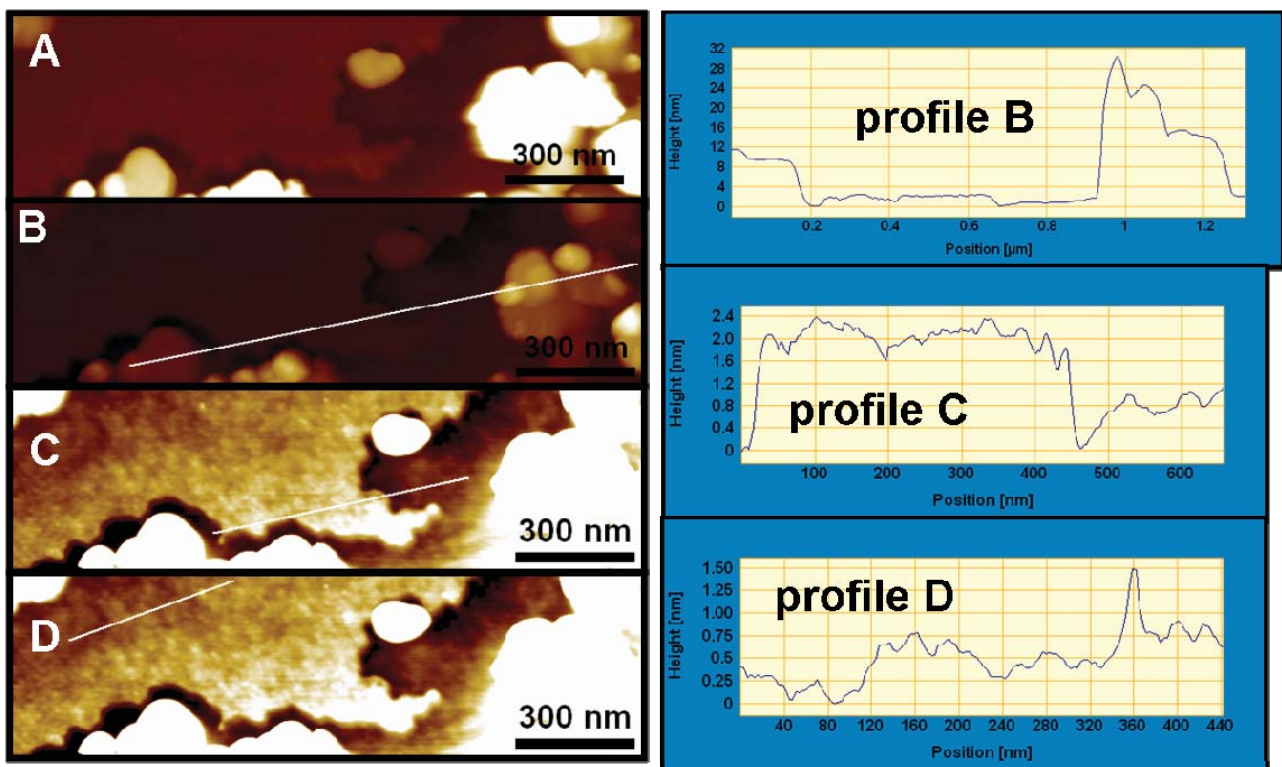 A
300 nm
B
300 nm
C
300 nm
D
300 nm
profile B
Height [nm]
32
28
24
20
16
12
8
4
0
0.2 0.4 0.6 0.8 1 1.2
Position [µm]
profile C
Height [nm]
2.4
2.0
1.6
1.2
0.8
0.4
0
100 200 300 400 500 600
Position [nm]
profile D
Height [nm]
1.50
1.25
1.00
0.75
0.5
0.25
0
40 80 120 160 200 240 280 320 360 400 440
Position [nm]